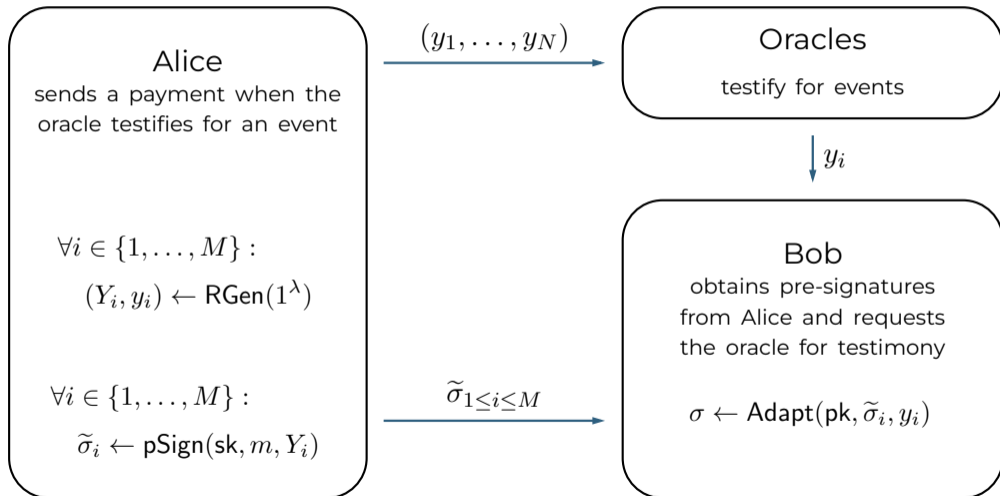 Alice
sends a payment when the
oracle testifies for an event
∀i ∈ {1, . . . , M} :
(Yᵢ, yᵢ) ← RGen(1^λ)
∀i ∈ {1, . . . , M} :
σ̃ᵢ ← pSign(sk, m, Yᵢ)
(y₁, . . . , y_N)
σ̃_{1≤i≤M}
Oracles
testify for events
yᵢ
Bob
obtains pre-signatures
from Alice and requests
the oracle for testimony
σ ← Adapt(pk, σ̃ᵢ, yᵢ)